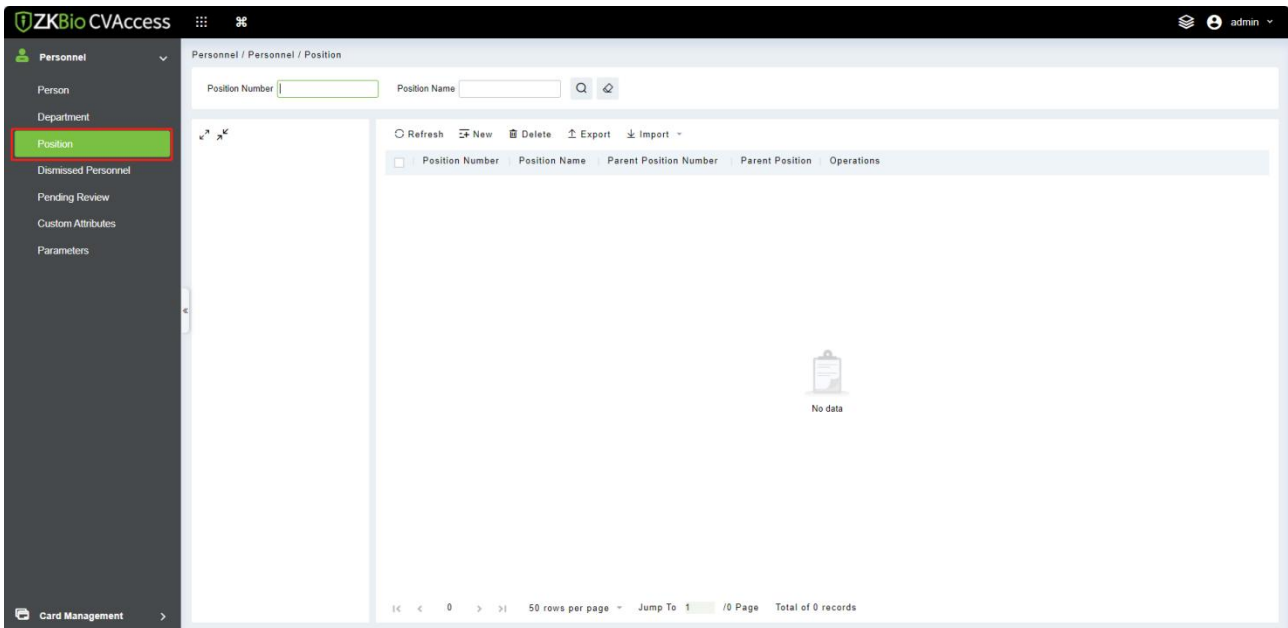 ZKBio CVAccess
admin
Personnel
Person
Department
Position
Dismissed Personnel
Pending Review
Custom Attributes
Parameters
Card Management
Personnel / Personnel / Position
Position Number Position Name
Refresh New Delete Export Import
Position Number Position Name Parent Position Number Parent Position Operations
No data
0 50 rows per page Jump To 1 /0 Page Total of 0 records